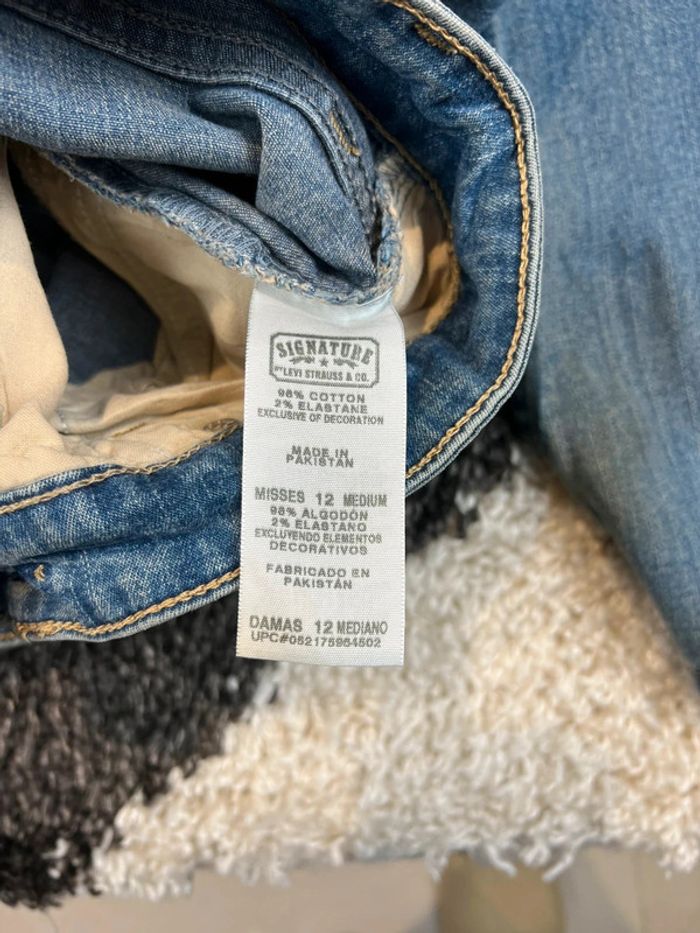 SIGNATURE
BY LEVI STRAUSS & CO.
98% COTTON
2% ELASTANE
EXCLUSIVE OF DECORATION
MADE IN
PAKISTAN
MISSES 12 MEDIUM
98% ALGODÓN
2% ELASTANO
EXCLUYENDO ELEMENTOS
DECORATIVOS
FABRICADO EN
PAKISTÁN
DAMAS 12 MEDIANO
UPC#052175964502